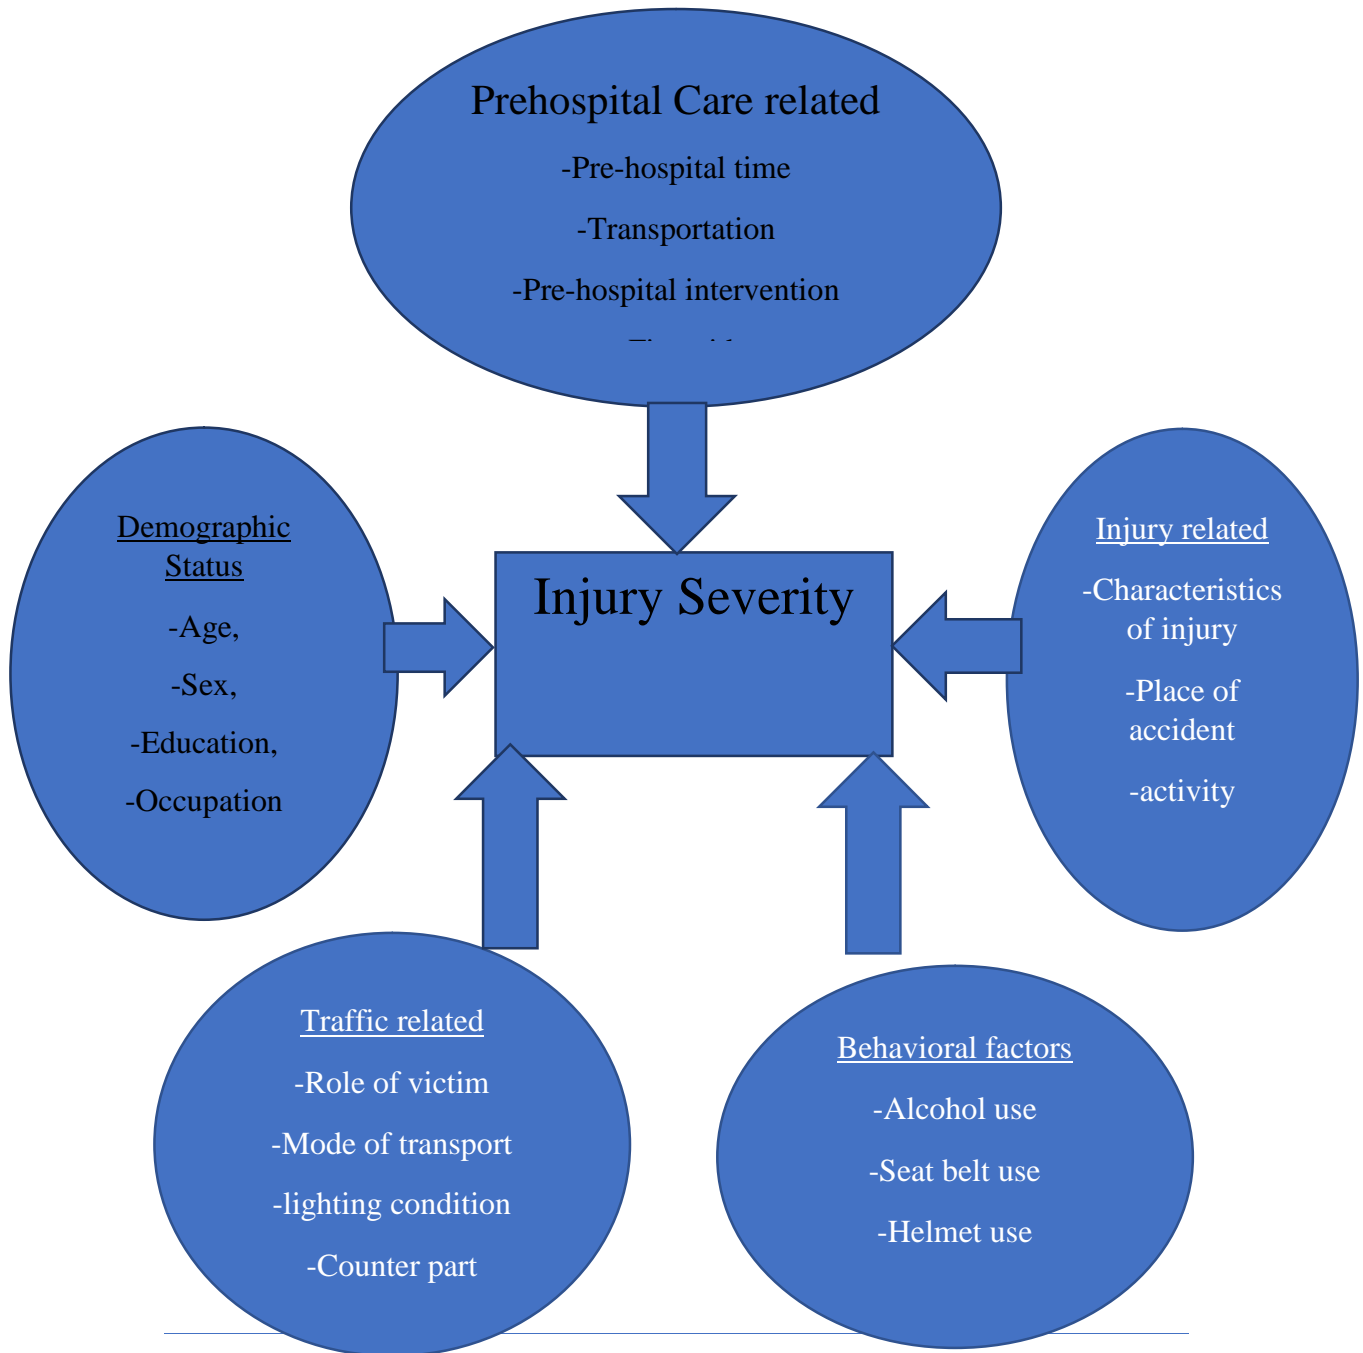 Prehospital Care related
-Pre-hospital time
-Transportation
-Pre-hospital intervention
Demographic
Status
-Age,
-Sex,
-Education,
-Occupation
Injury Severity
Injury related
-Characteristics
of injury
-Place of
accident
-activity
Traffic related
-Role of victim
-Mode of transport
-lighting condition
-Counter part
Behavioral factors
-Alcohol use
-Seat belt use
-Helmet use